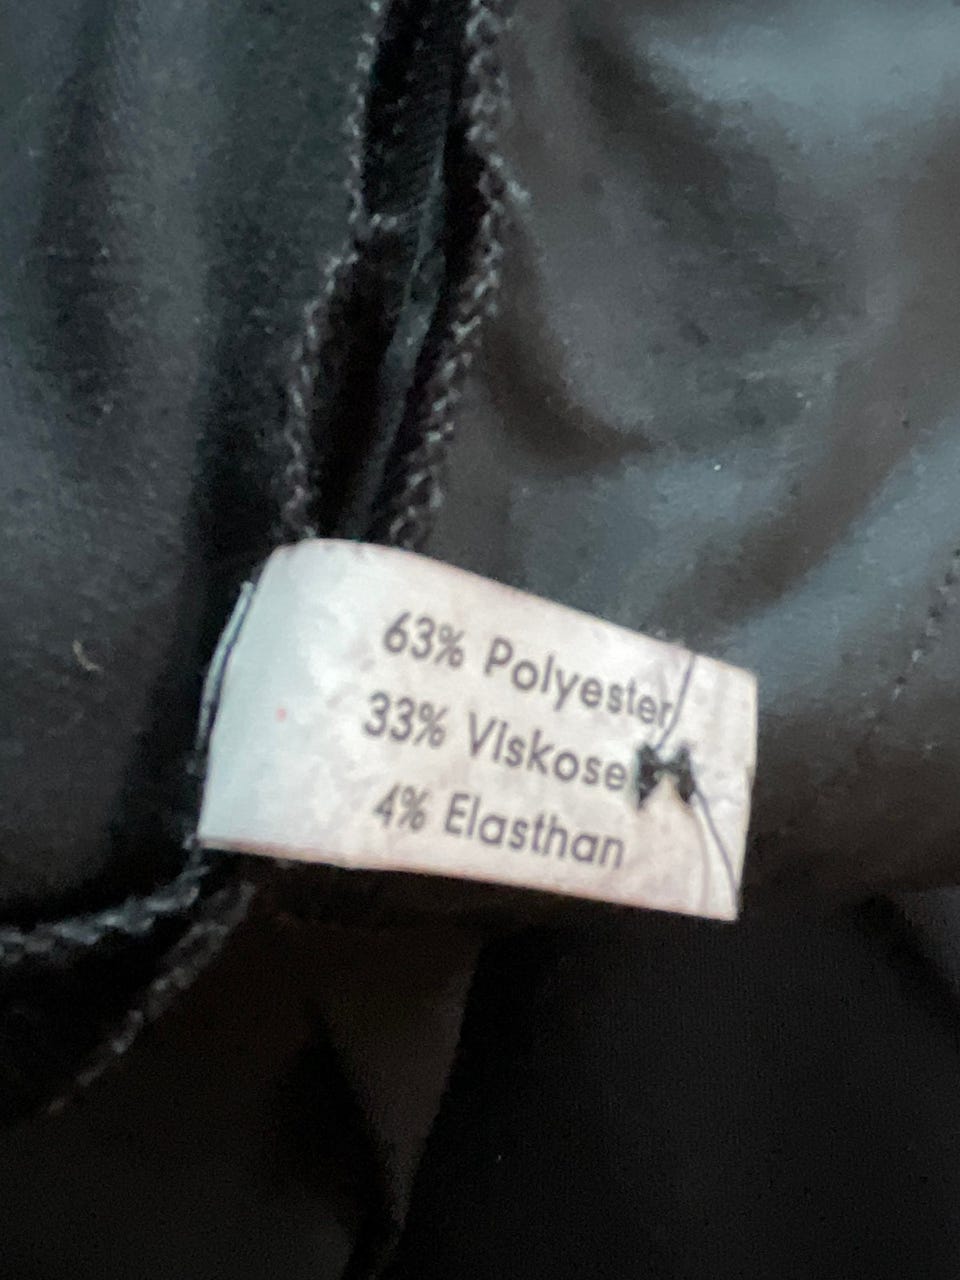 63% Polyester
33% Viskose
4% Elasthan